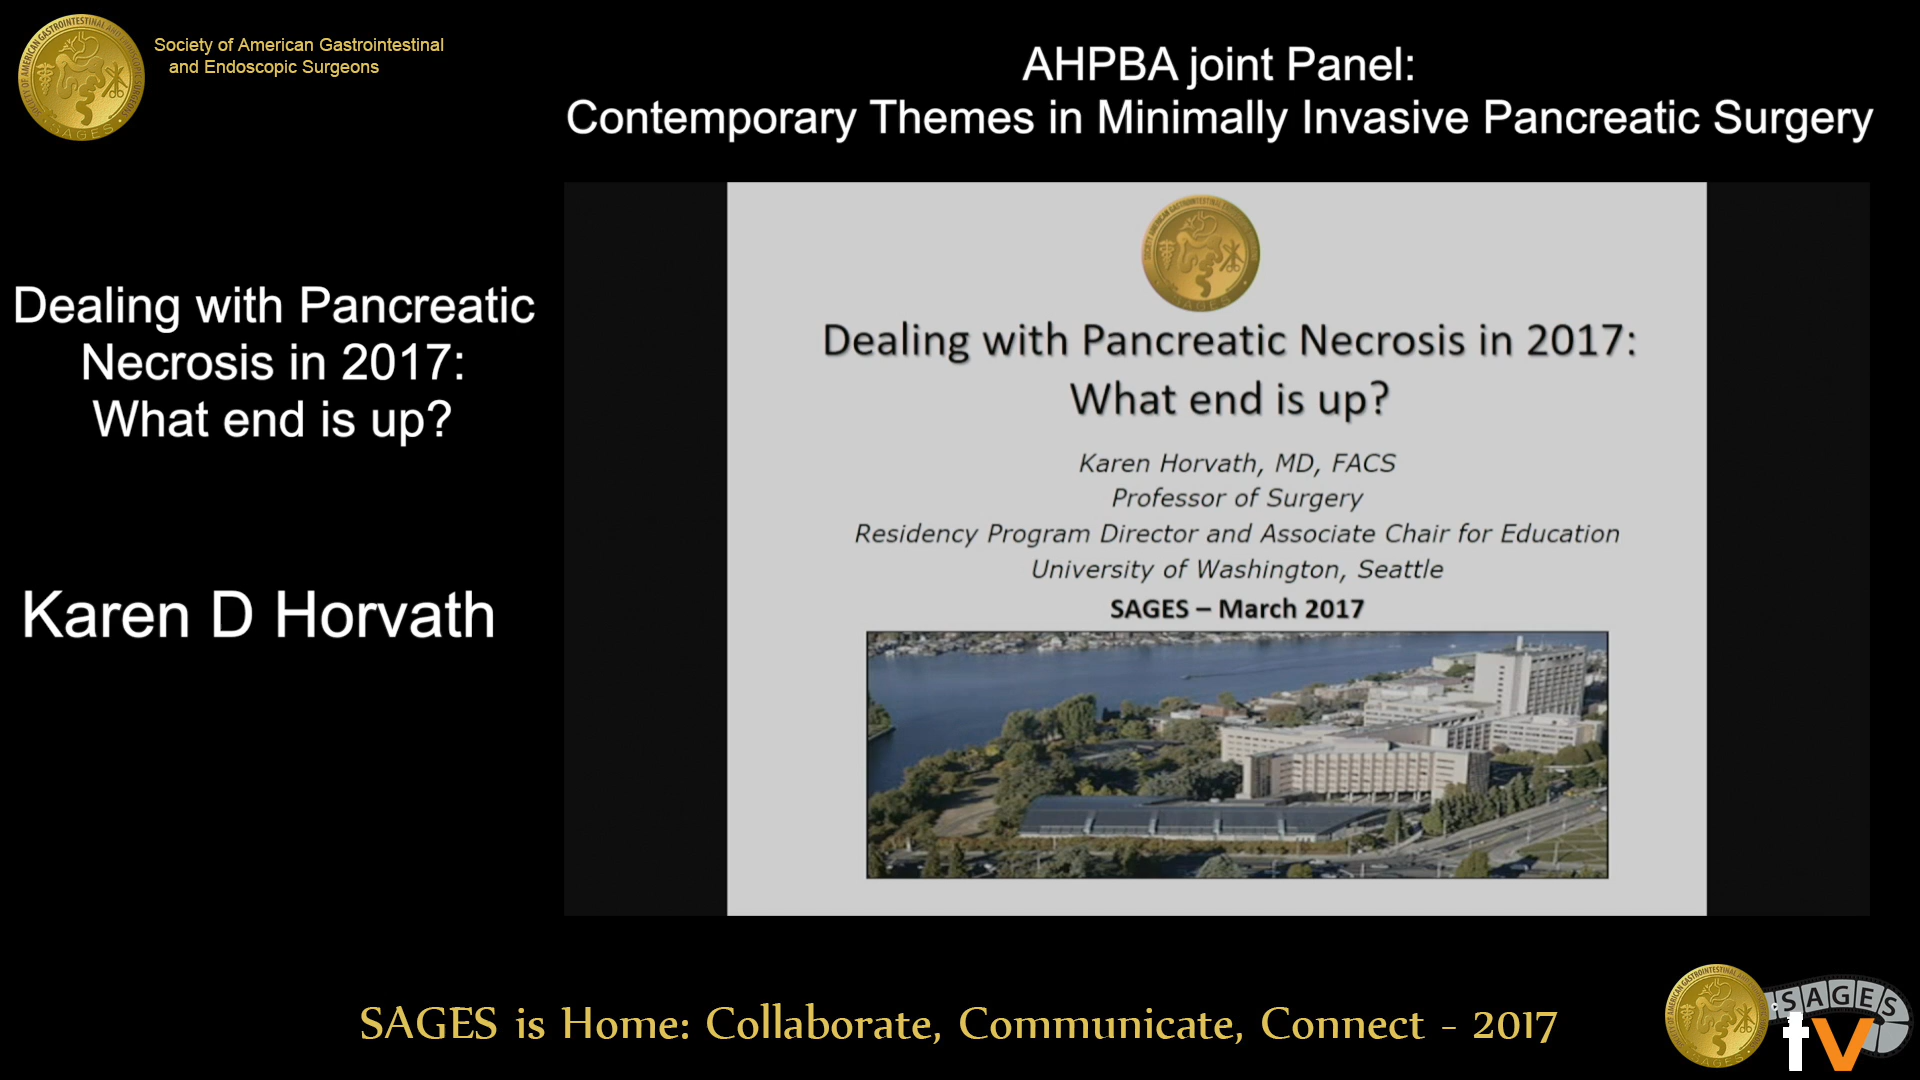 Society of American Gastrointestinal
and Endoscopic Surgeons
AHPBA joint Panel:
Contemporary Themes in Minimally Invasive Pancreatic Surgery
Dealing with Pancreatic
Necrosis in 2017:
What end is up?
Karen D Horvath
Dealing with Pancreatic Necrosis in 2017:
What end is up?
Karen Horvath, MD, FACS
Professor of Surgery
Residency Program Director and Associate Chair for Education
University of Washington, Seattle
SAGES – March 2017
SAGES is Home: Collaborate, Communicate, Connect - 2017
SAGES
tv